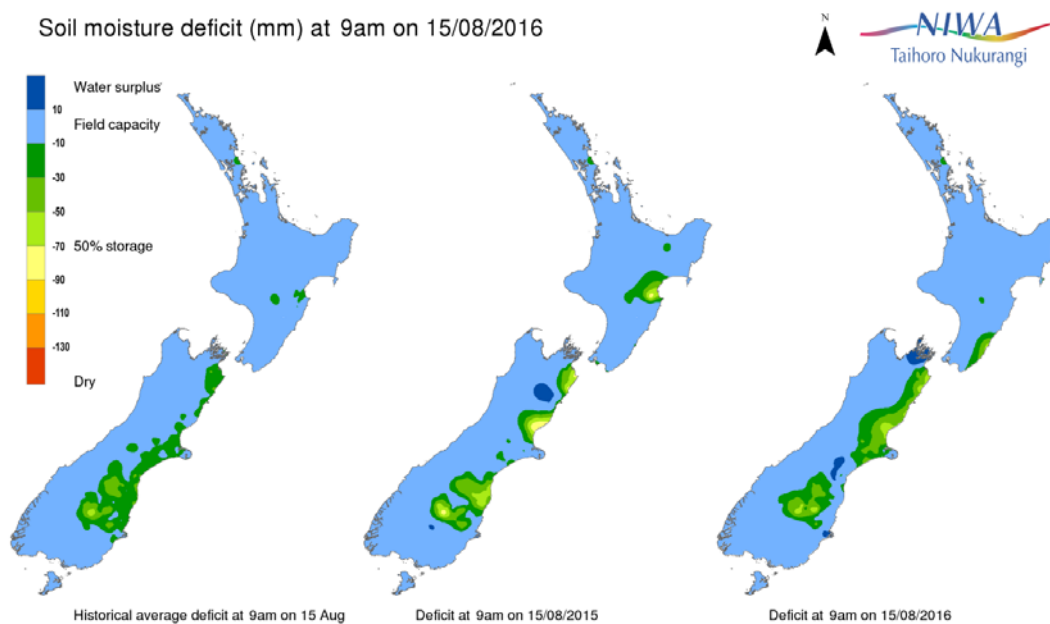 Soil moisture deficit (mm) at 9am on 15/08/2016
N
NIWA
Taihoro Nukurangi
Water surplus
10
Field capacity
-10
-30
-50
50% storage
-70
-90
-110
-130
Dry
Historical average deficit at 9am on 15 Aug
Deficit at 9am on 15/08/2015
Deficit at 9am on 15/08/2016